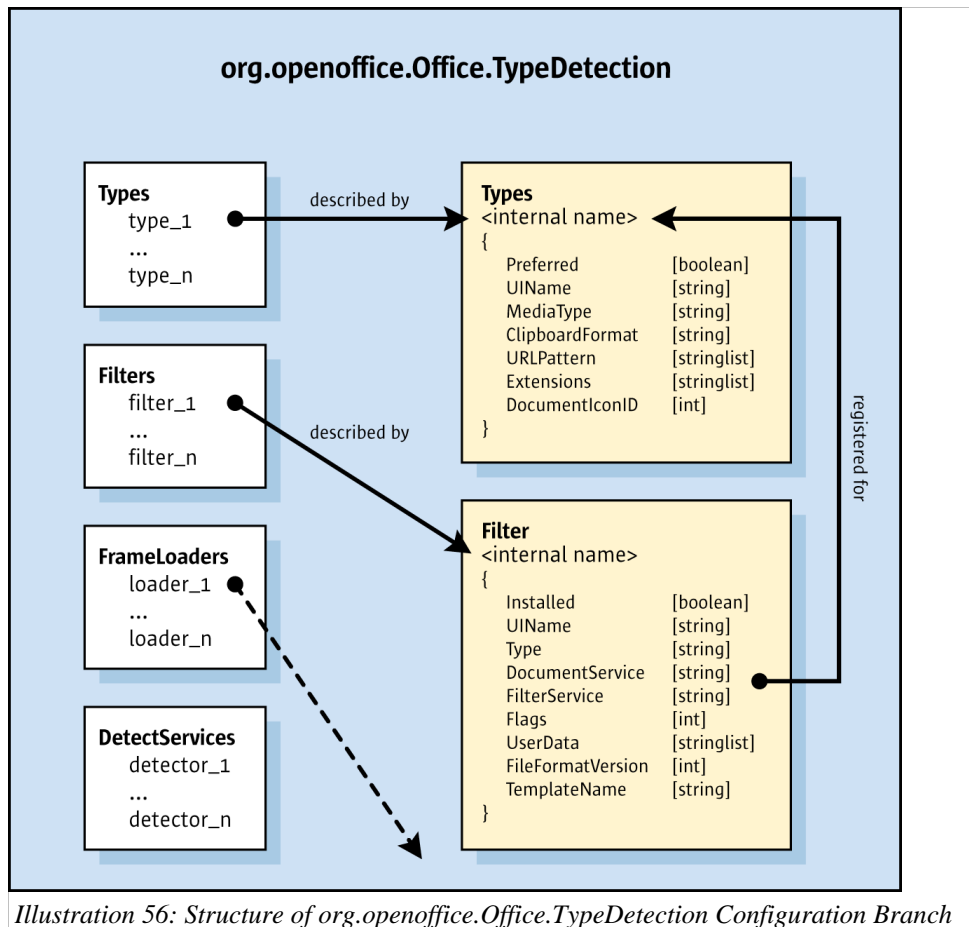 org.openoffice.Office.TypeDetection
Types
type_1
...
type_n
described by
Types
<internal name>
{
Preferred [boolean]
UIName [string]
MediaType [string]
ClipboardFormat [string]
URLPattern [stringlist]
Extensions [stringlist]
DocumentIconID [int]
}
Filters
filter_1
...
filter_n
described by
registered for
FrameLoaders
loader_1
...
loader_n
Filter
<internal name>
{
Installed [boolean]
UIName [string]
Type [string]
DocumentService [string]
FilterService [string]
Flags [int]
UserData [stringlist]
FileFormatVersion [int]
TemplateName [string]
}
DetectServices
detector_1
...
detector_n
Illustration 56: Structure of org.openoffice.Office.TypeDetection Configuration Branch